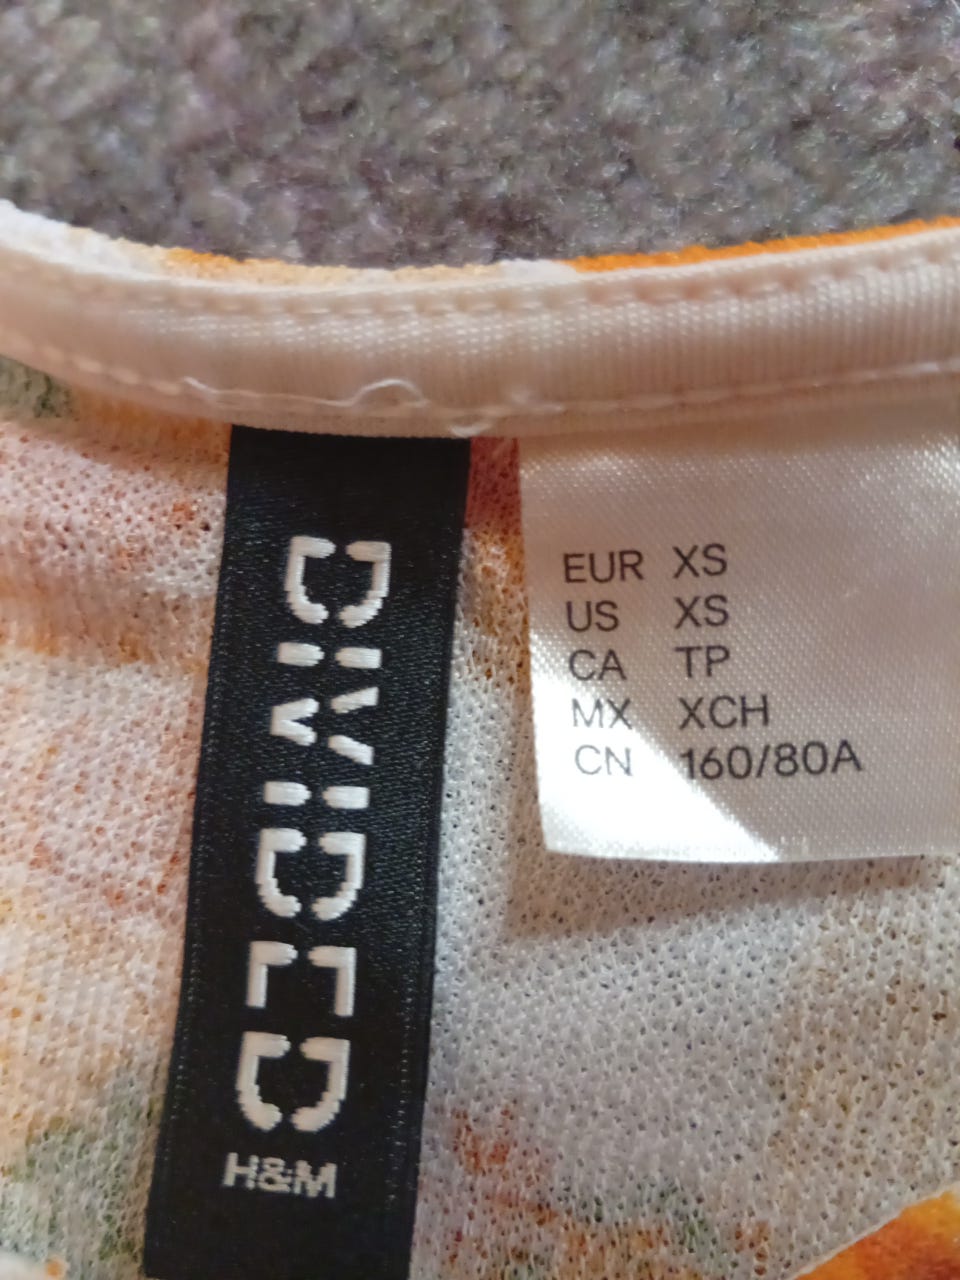 DIVIDED
H&M
EUR XS
US XS
CA TP
MX XCH
CN 160/80A